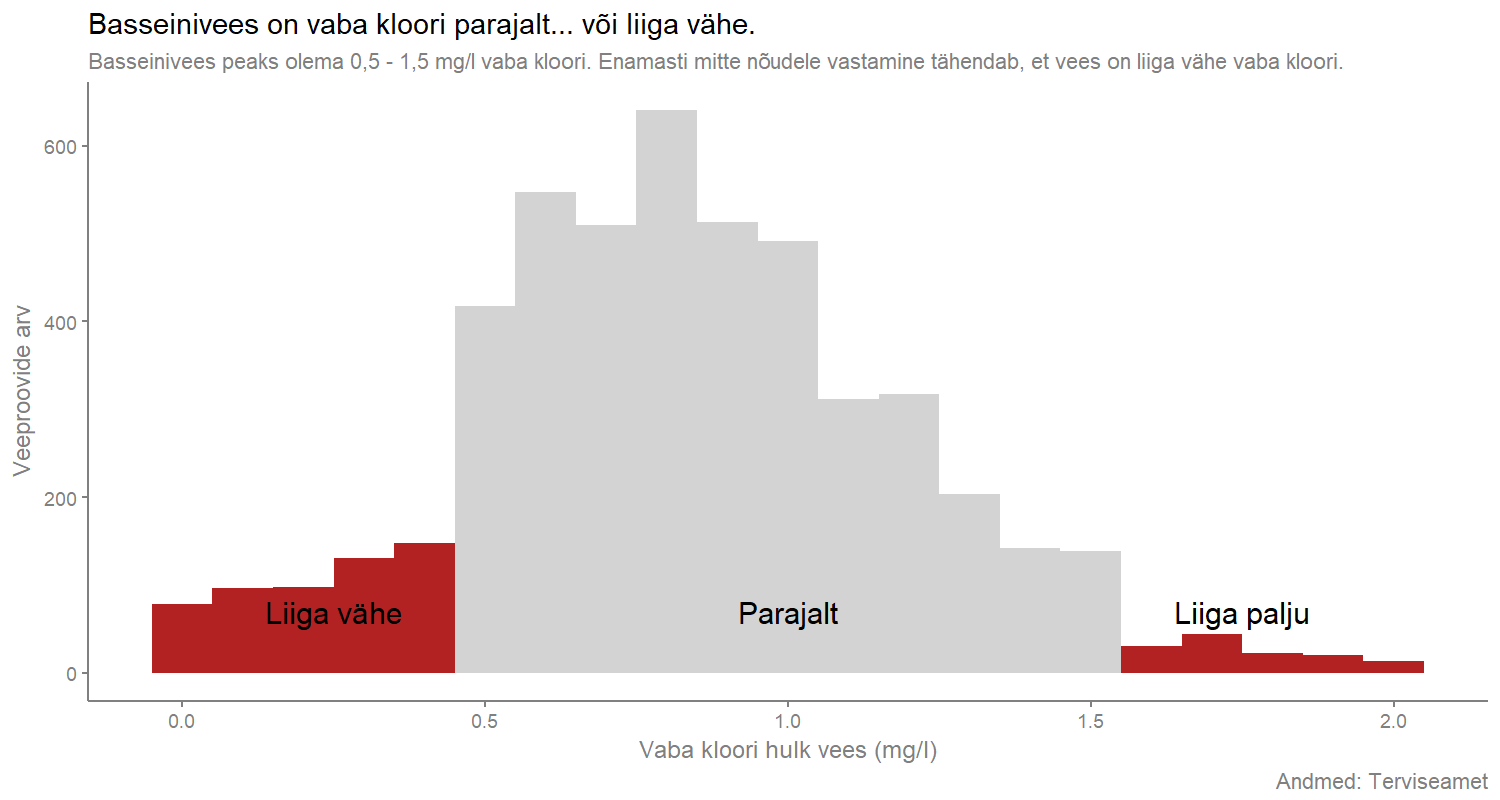 Basseinivees on vaba kloori parajalt... või liiga vähe.
Basseinivees peaks olema 0,5 - 1,5 mg/l vaba kloori. Enamasti mitte nõudele vastamine tähendab, et vees on liiga vähe vaba kloori.
Veeproovide arv
600
400
200
0
Liiga vähe
Parajalt
Liiga palju
0.0
0.5
1.0
1.5
2.0
Vaba kloori hulk vees (mg/l)
Andmed: Terviseamet